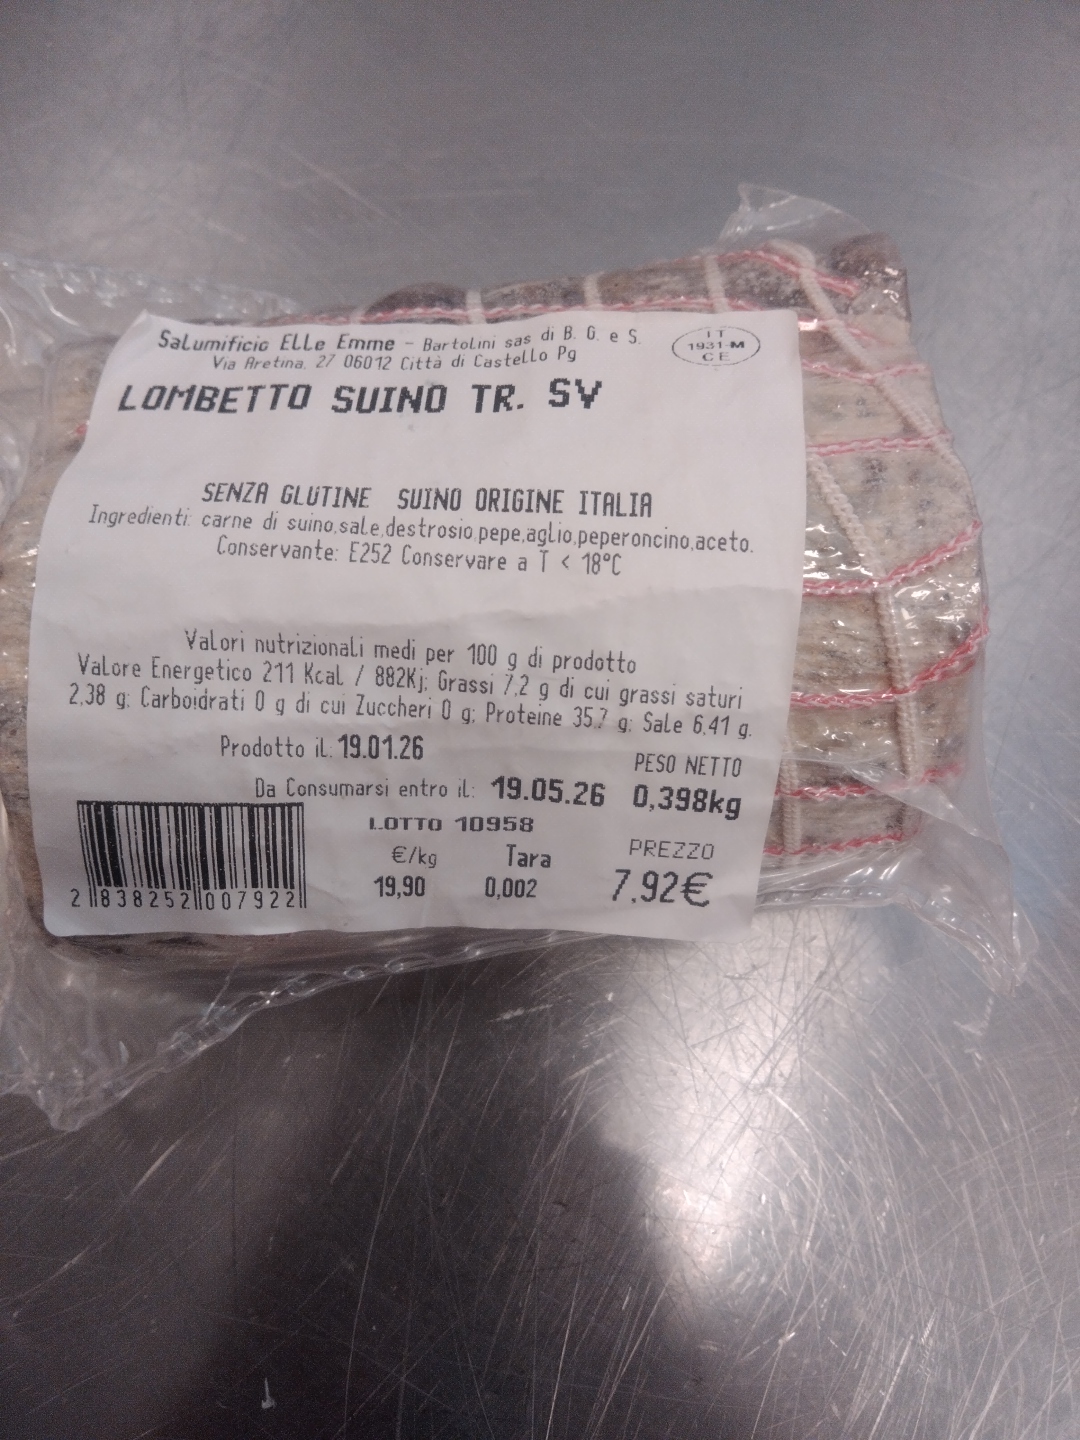 Salumificio ELLe Emme - Bartolini sas di B. G. e S.
Via Aretina, 27 06012 Città di Castello Pg
IT
1931-M
CE
LOMBETTO SUINO TR. SV
SENZA GLUTINE SUINO ORIGINE ITALIA
Ingredienti: carne di suino,sale,destrosio,pepe,aglio,peperoncino,aceto.
Conservante: E252 Conservare a T < 18°C
Valori nutrizionali medi per 100 g di prodotto
Valore Energetico 211 Kcal / 882Kj; Grassi 7,2 g di cui grassi saturi
2,38 g; Carboidrati 0 g di cui Zuccheri 0 g; Proteine 35,7 g; Sale 6,41 g.
Prodotto il: 19.01.26
PESO NETTO
Da Consumarsi entro il: 19.05.26 0,398kg
LOTTO 10958
€/kg Tara PREZZO
19,90 0,002 7,92€
2 838252 007922